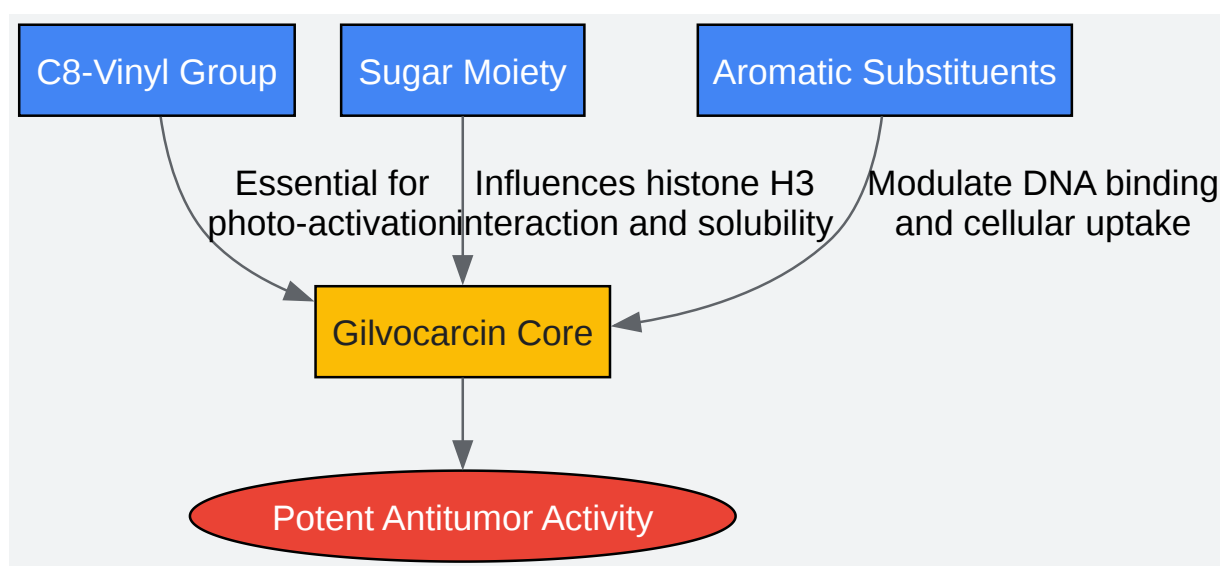 C8-Vinyl Group
Sugar Moiety
Aromatic Substituents
Essential for
photo-activation
Influences histone H3
interaction and solubility
Modulate DNA binding
and cellular uptake
Gilvocarcin Core
Potent Antitumor Activity